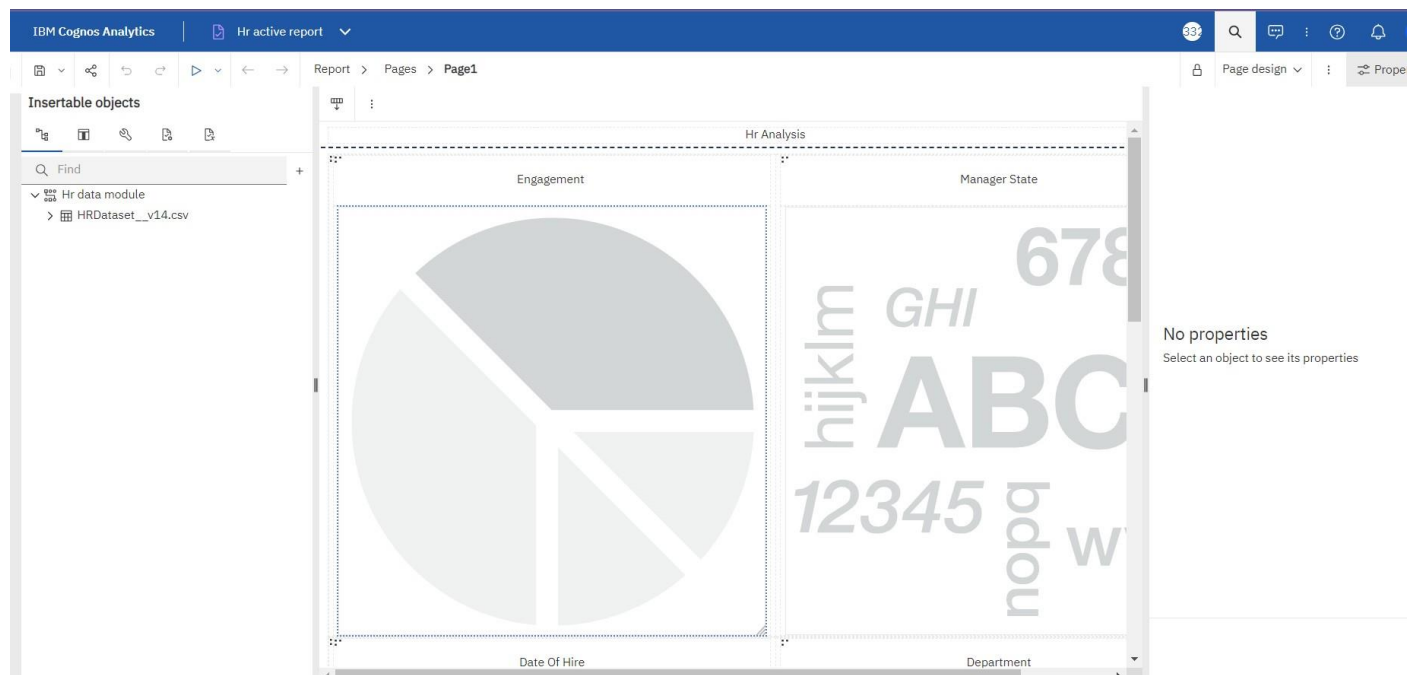 IBM Cognos Analytics
Hr active report
Report > Pages > Page1
Page design
Prope
Insertable objects
Find
+
Hr data module
HRDataset__v14.csv
Hr Analysis
Engagement
Manager State
678
GHI
hijklm
ABC
12345
nopq
w
Date Of Hire
Department
No properties
Select an object to see its properties